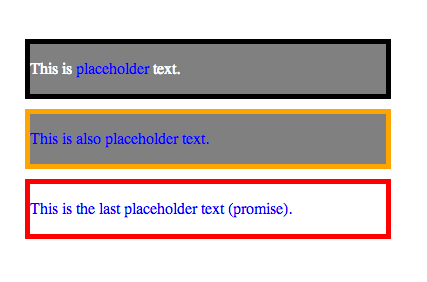 This is placeholder text.
This is also placeholder text.
This is the last placeholder text (promise).